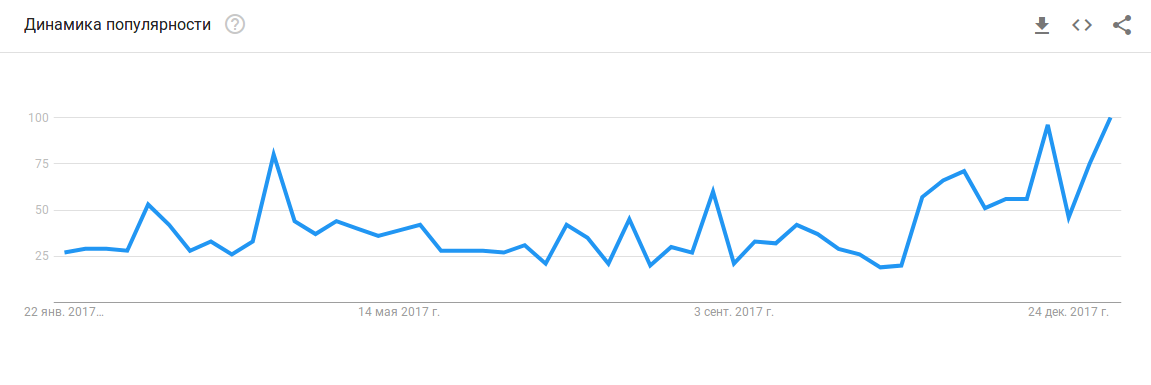 Динамика популярности ?
100
75
50
25
22 янв. 2017...
14 мая 2017 г.
3 сент. 2017 г.
24 дек. 2017 г.